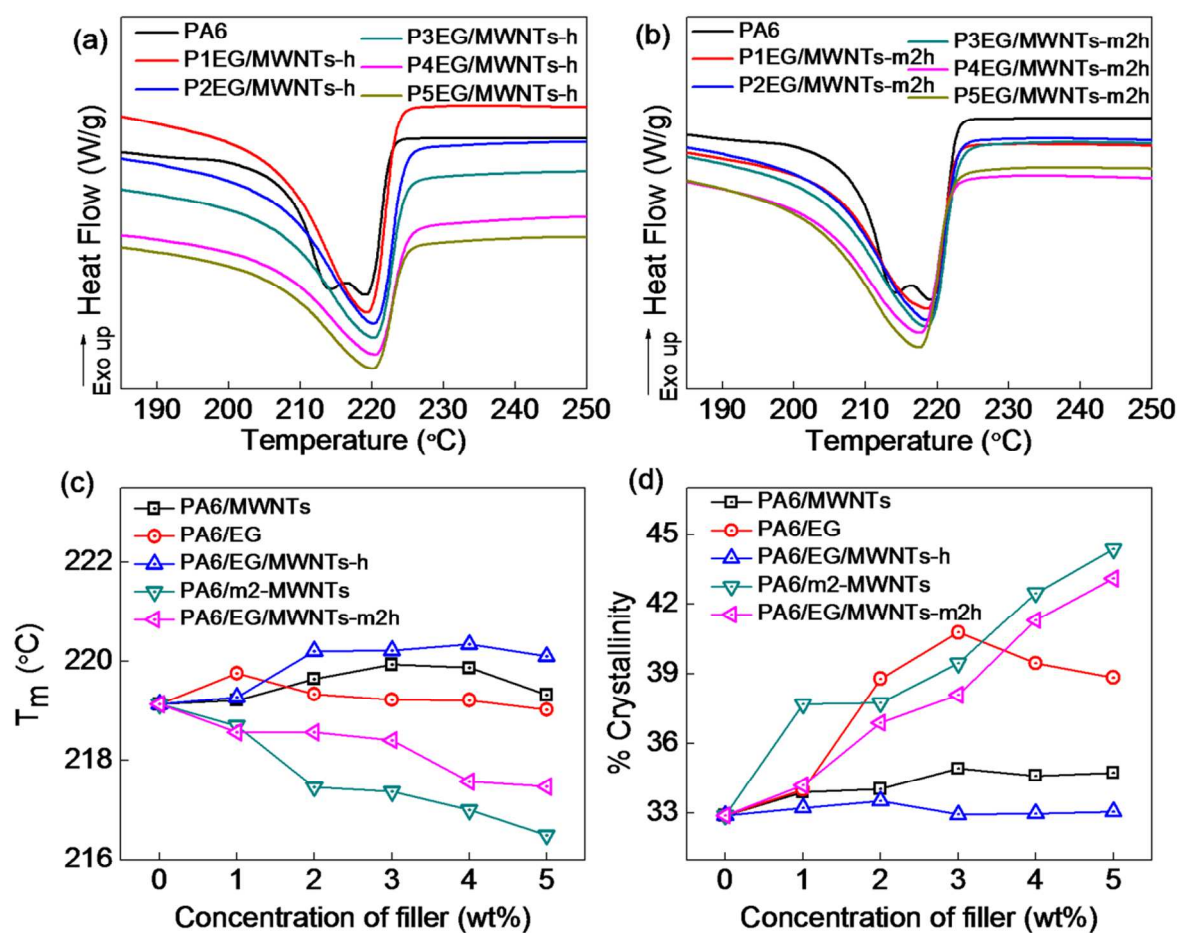 (a)
PA6
P1EG/MWNTs-h
P2EG/MWNTs-h
P3EG/MWNTs-h
P4EG/MWNTs-h
P5EG/MWNTs-h
Heat Flow (W/g)
Exo up
190 200 210 220 230 240 250
Temperature (°C)
(b)
PA6
P1EG/MWNTs-m2h
P2EG/MWNTs-m2h
P3EG/MWNTs-m2h
P4EG/MWNTs-m2h
P5EG/MWNTs-m2h
Heat Flow (W/g)
Exo up
190 200 210 220 230 240 250
Temperature (°C)
(c)
PA6/MWNTs
PA6/EG
PA6/EG/MWNTs-h
PA6/m2-MWNTs
PA6/EG/MWNTs-m2h
Tm (°C)
222
220
218
216
0 1 2 3 4 5
Concentration of filler (wt%)
(d)
PA6/MWNTs
PA6/EG
PA6/EG/MWNTs-h
PA6/m2-MWNTs
PA6/EG/MWNTs-m2h
% Crystallinity
45
42
39
36
33
0 1 2 3 4 5
Concentration of filler (wt%)